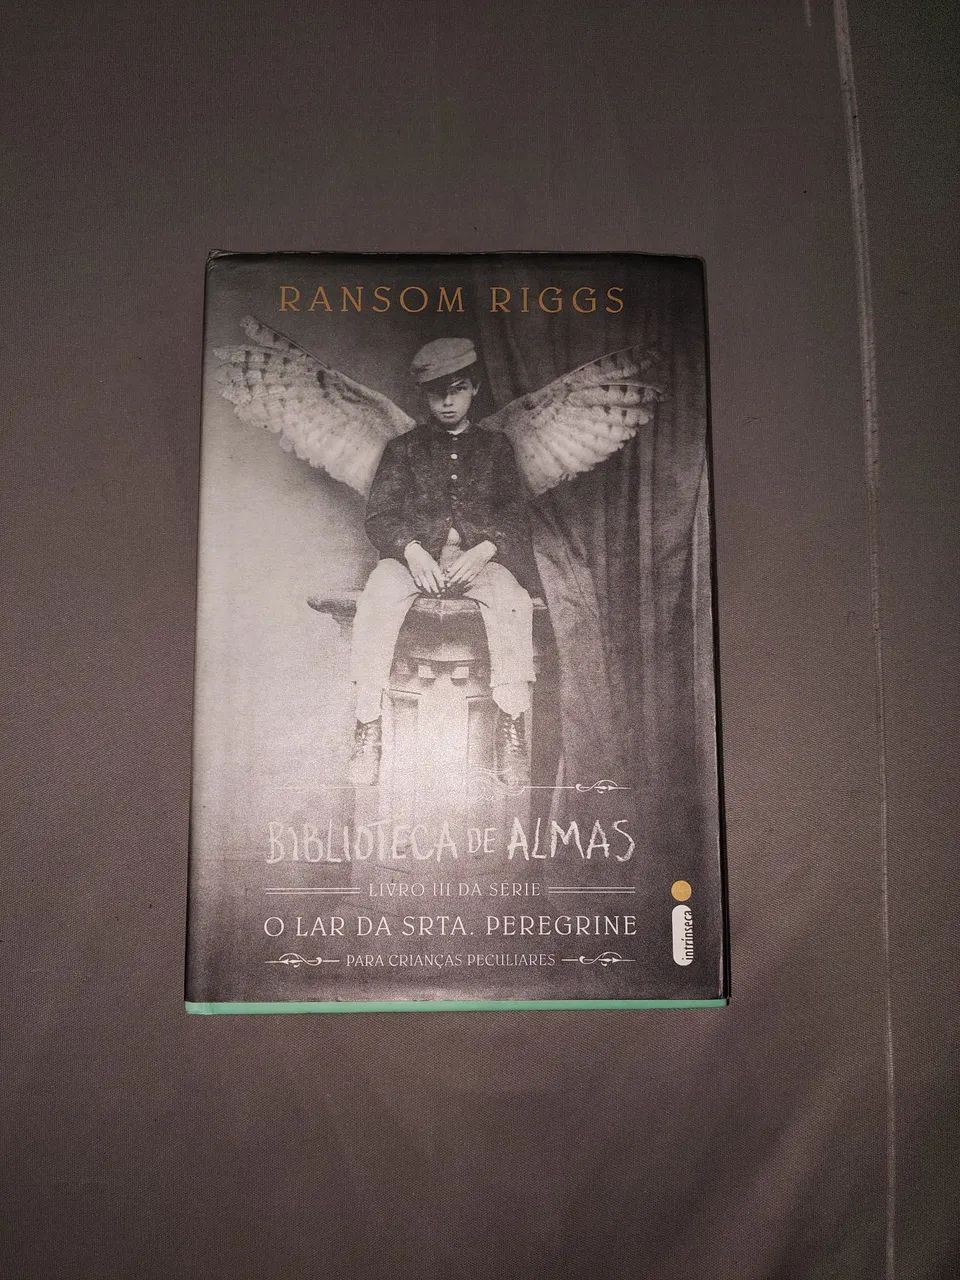 RANSOM RIGGS
BIBLIOTECA DE ALMAS
LIVRO III DA SÉRIE
O LAR DA SRTA. PEREGRINE
PARA CRIANÇAS PECULIARES
intrínseca